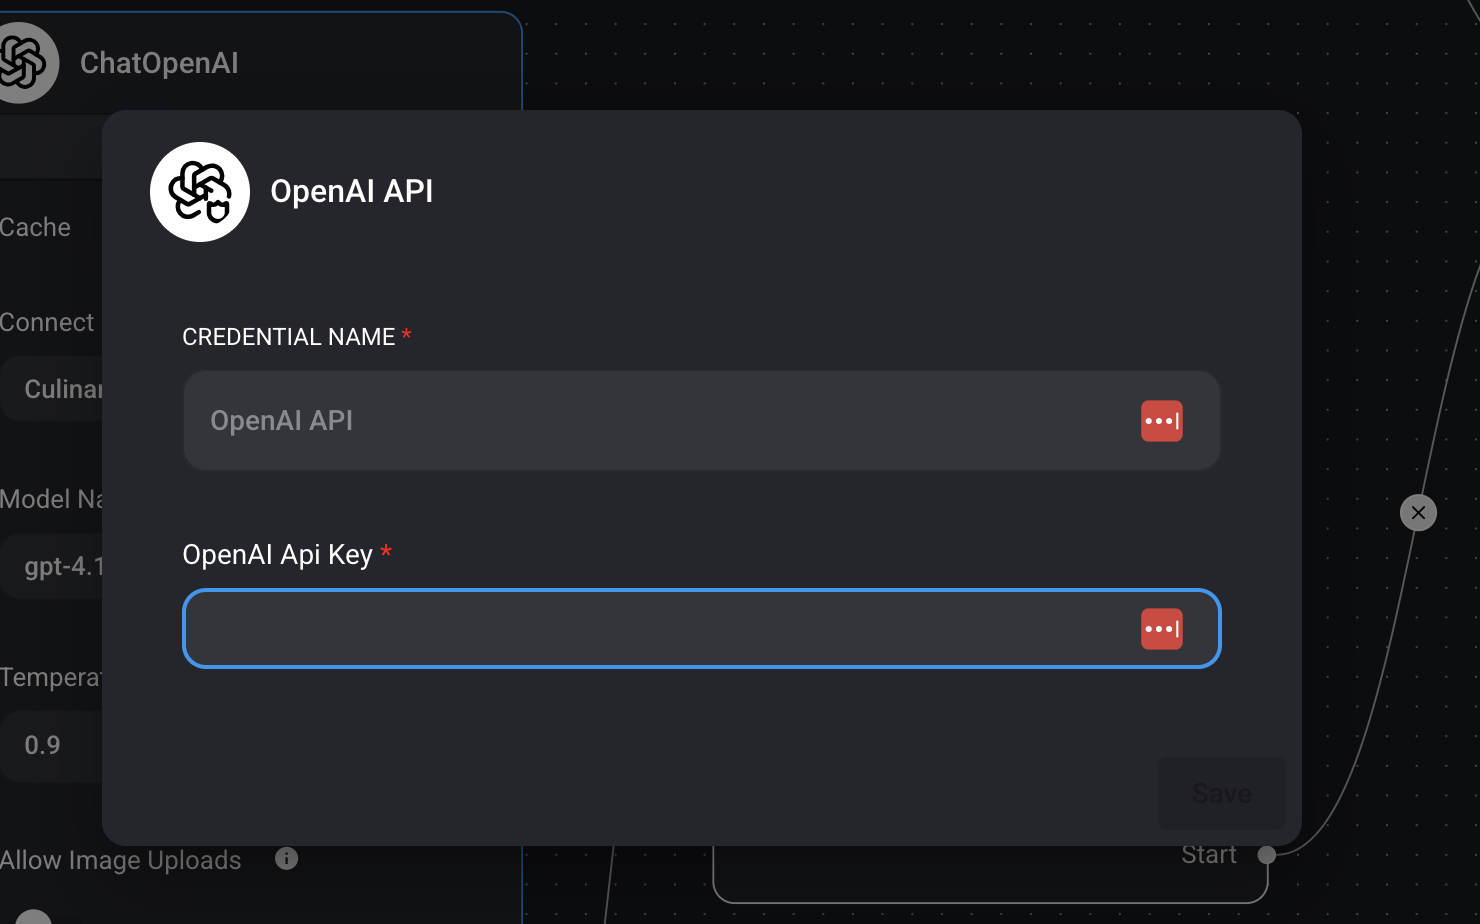 ChatOpenAI
OpenAI API
Cache
CREDENTIAL NAME *
Connect
OpenAI API
Culinar
Model Na
OpenAI Api Key *
gpt-4.1
Temperat
0.9
Save
Allow Image Uploads
Start